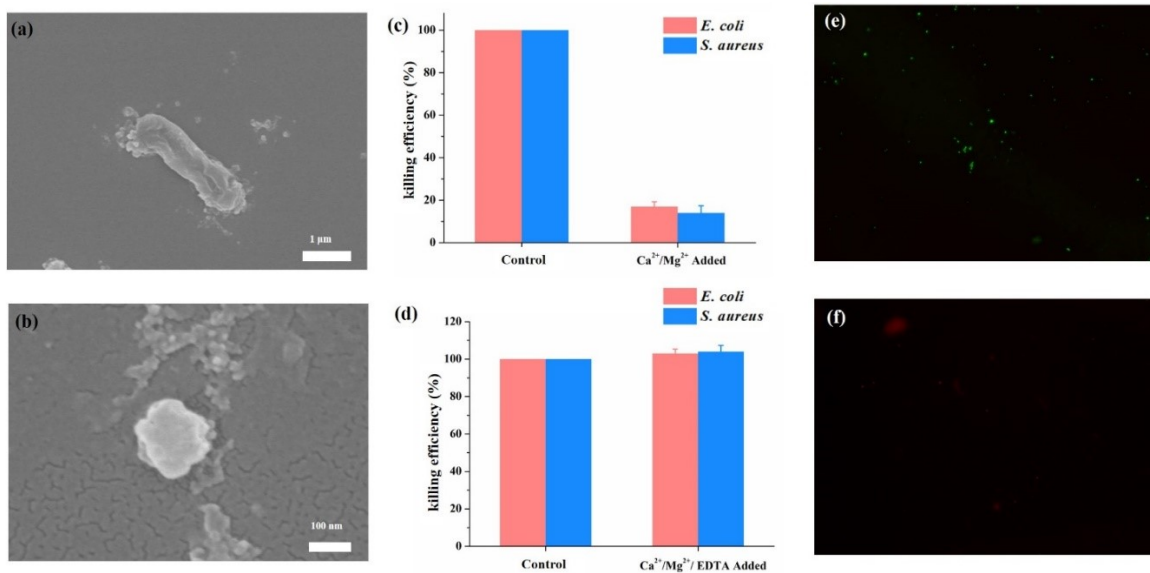 (a)
1 μm
(b)
100 nm
(c)
E. coli
S. aureus
killing efficiency (%)
100
80
60
40
20
0
Control
Ca²⁺/Mg²⁺ Added
(d)
E. coli
S. aureus
killing efficiency (%)
120
100
80
60
40
20
0
Control
Ca²⁺/Mg²⁺/ EDTA Added
(e)
(f)